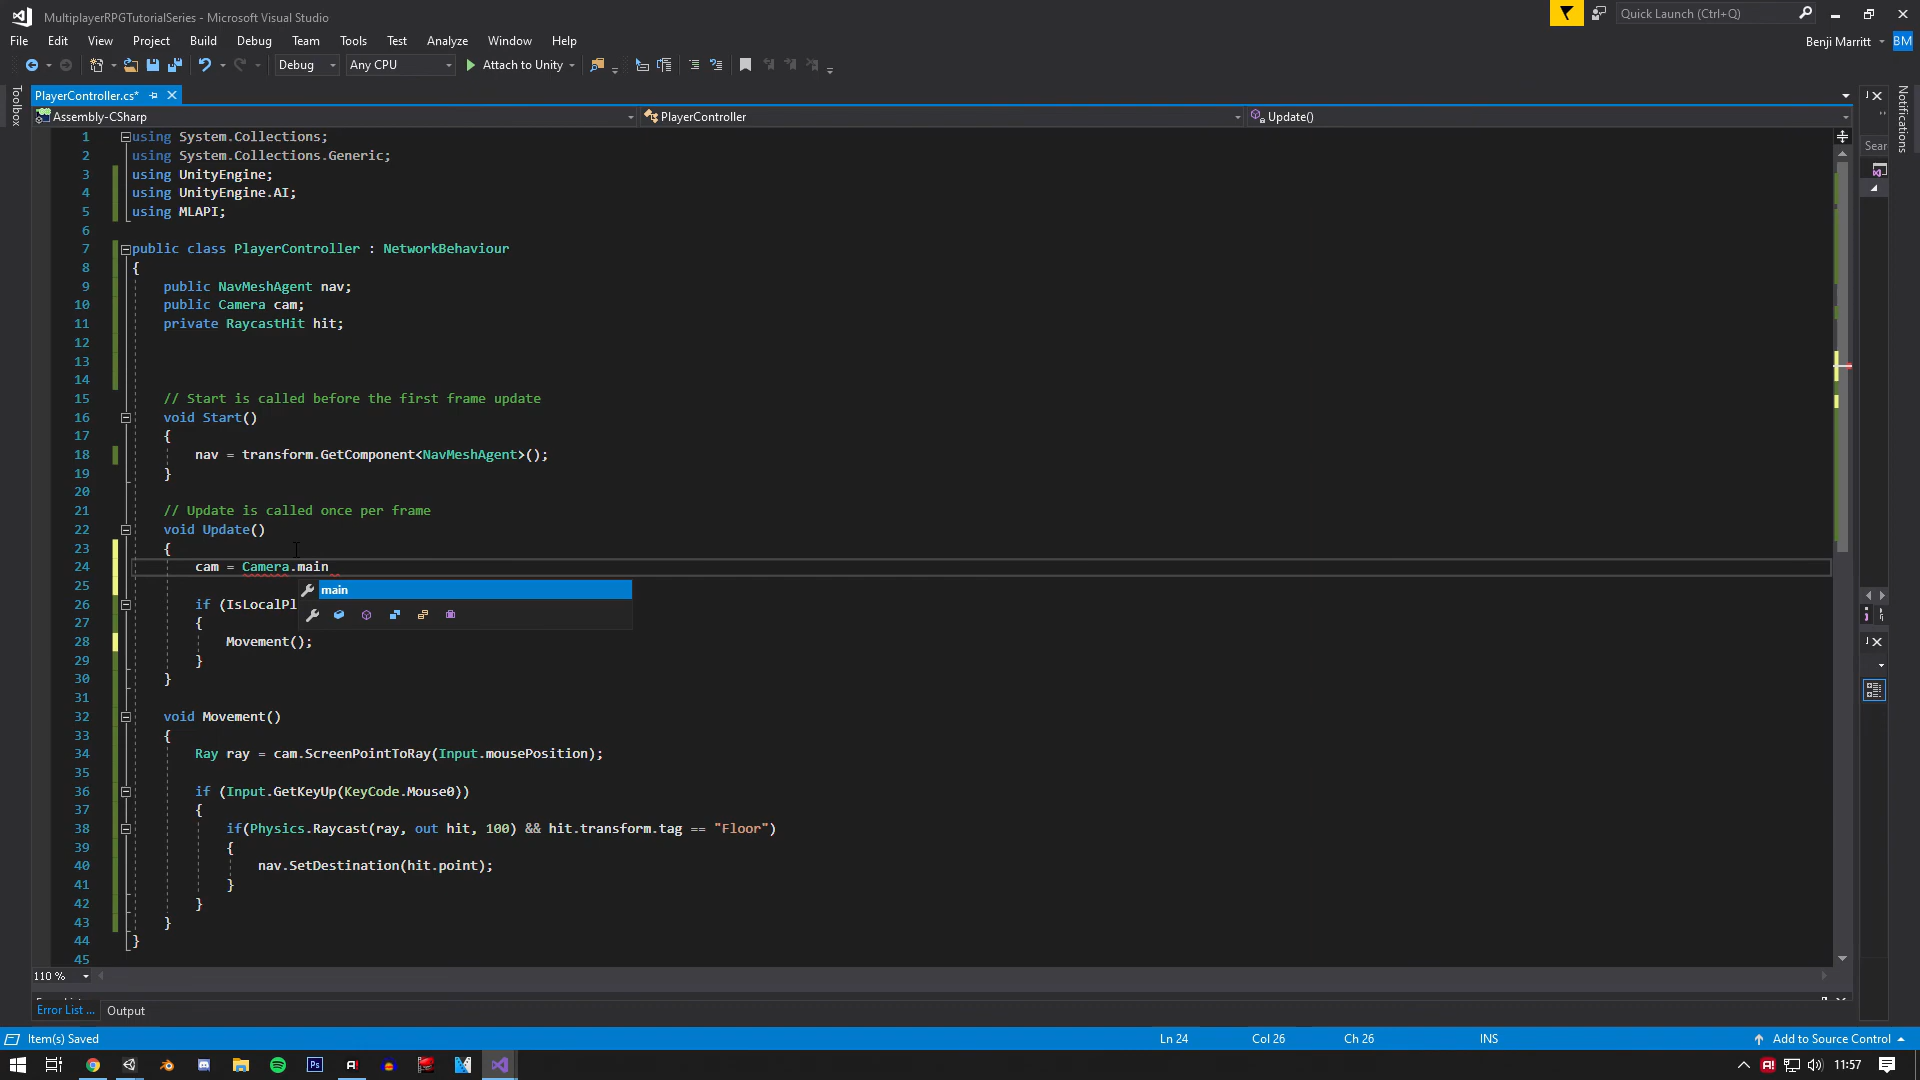 MultiplayerRPGTutorialSeries - Microsoft Visual Studio
Quick Launch (Ctrl+Q)
File Edit View Project Build Debug Team Tools Test Analyze Window Help
Benji Marritt BM
Debug Any CPU Attach to Unity
Toolbox
PlayerController.cs*
Notifications
Assembly-CSharp PlayerController Update()
Sear
1 using System.Collections;
2 using System.Collections.Generic;
3 using UnityEngine;
4 using UnityEngine.AI;
5 using MLAPI;
6
7 public class PlayerController : NetworkBehaviour
8 {
9 public NavMeshAgent nav;
10 public Camera cam;
11 private RaycastHit hit;
12
13
14
15 // Start is called before the first frame update
16 void Start()
17 {
18 nav = transform.GetComponent<NavMeshAgent>();
19 }
20
21 // Update is called once per frame
22 void Update()
23 {
24 cam = Camera.main
25 main
26 if (IsLocalPl
27 {
28 Movement();
29 }
30 }
31
32 void Movement()
33 {
34 Ray ray = cam.ScreenPointToRay(Input.mousePosition);
35
36 if (Input.GetKeyUp(KeyCode.Mouse0))
37 {
38 if(Physics.Raycast(ray, out hit, 100) && hit.transform.tag == "Floor")
39 {
40 nav.SetDestination(hit.point);
41 }
42 }
43 }
44 }
45
110 %
Error List ... Output
Item(s) Saved Ln 24 Col 26 Ch 26 INS Add to Source Control
Ps A! A! 11:57